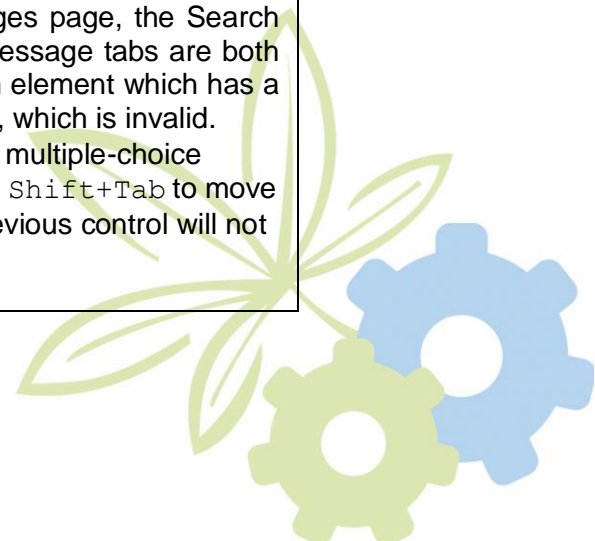 ges page, the Search
essage tabs are both
element which has a
, which is invalid.
multiple-choice
Shift+Tab to move
evious control will not